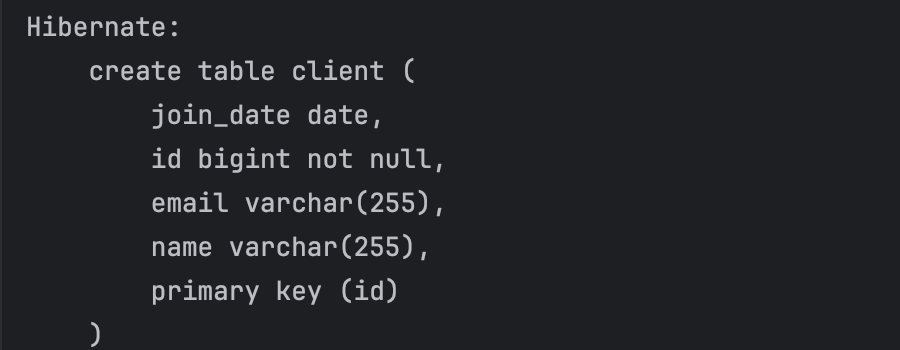 Hibernate:
    create table client (
        join_date date,
        id bigint not null,
        email varchar(255),
        name varchar(255),
        primary key (id)
    )